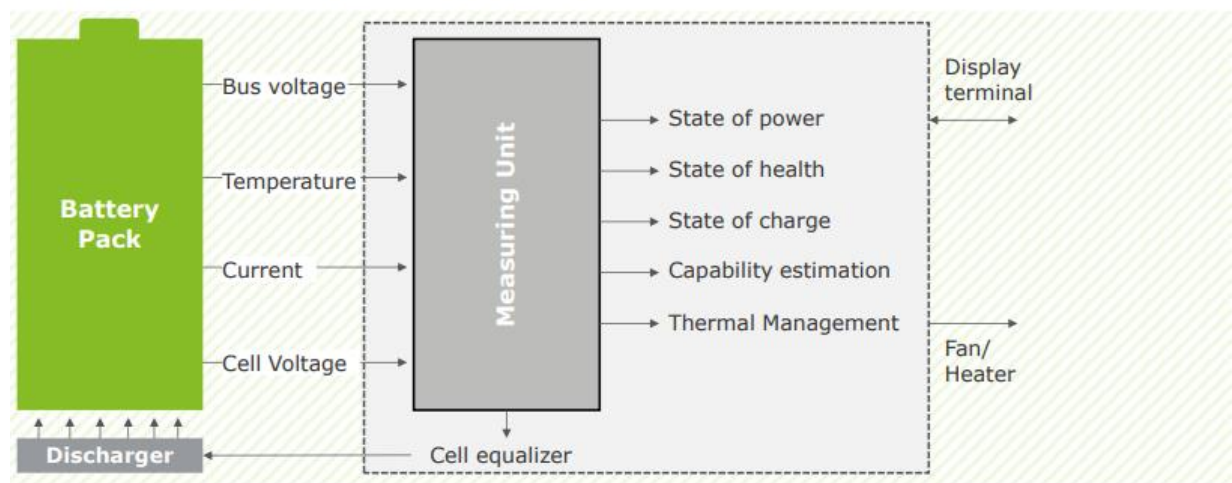 Bus voltage
Display
terminal
State of power
Temperature
State of health
Battery
Pack
Measuring Unit
State of charge
Current
Capability estimation
Thermal Management
Cell Voltage
Fan/
Heater
Discharger
Cell equalizer